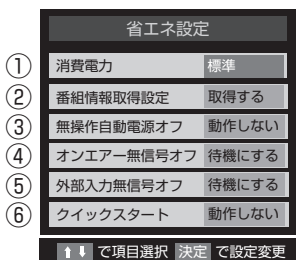 省エネ設定
① 消費電力 標準
② 番組情報取得設定 取得する
③ 無操作自動電源オフ 動作しない
④ オンエアー無信号オフ 待機にする
⑤ 外部入力無信号オフ 待機にする
⑥ クイックスタート 動作しない
⬆⬇ で項目選択 決定 で設定変更